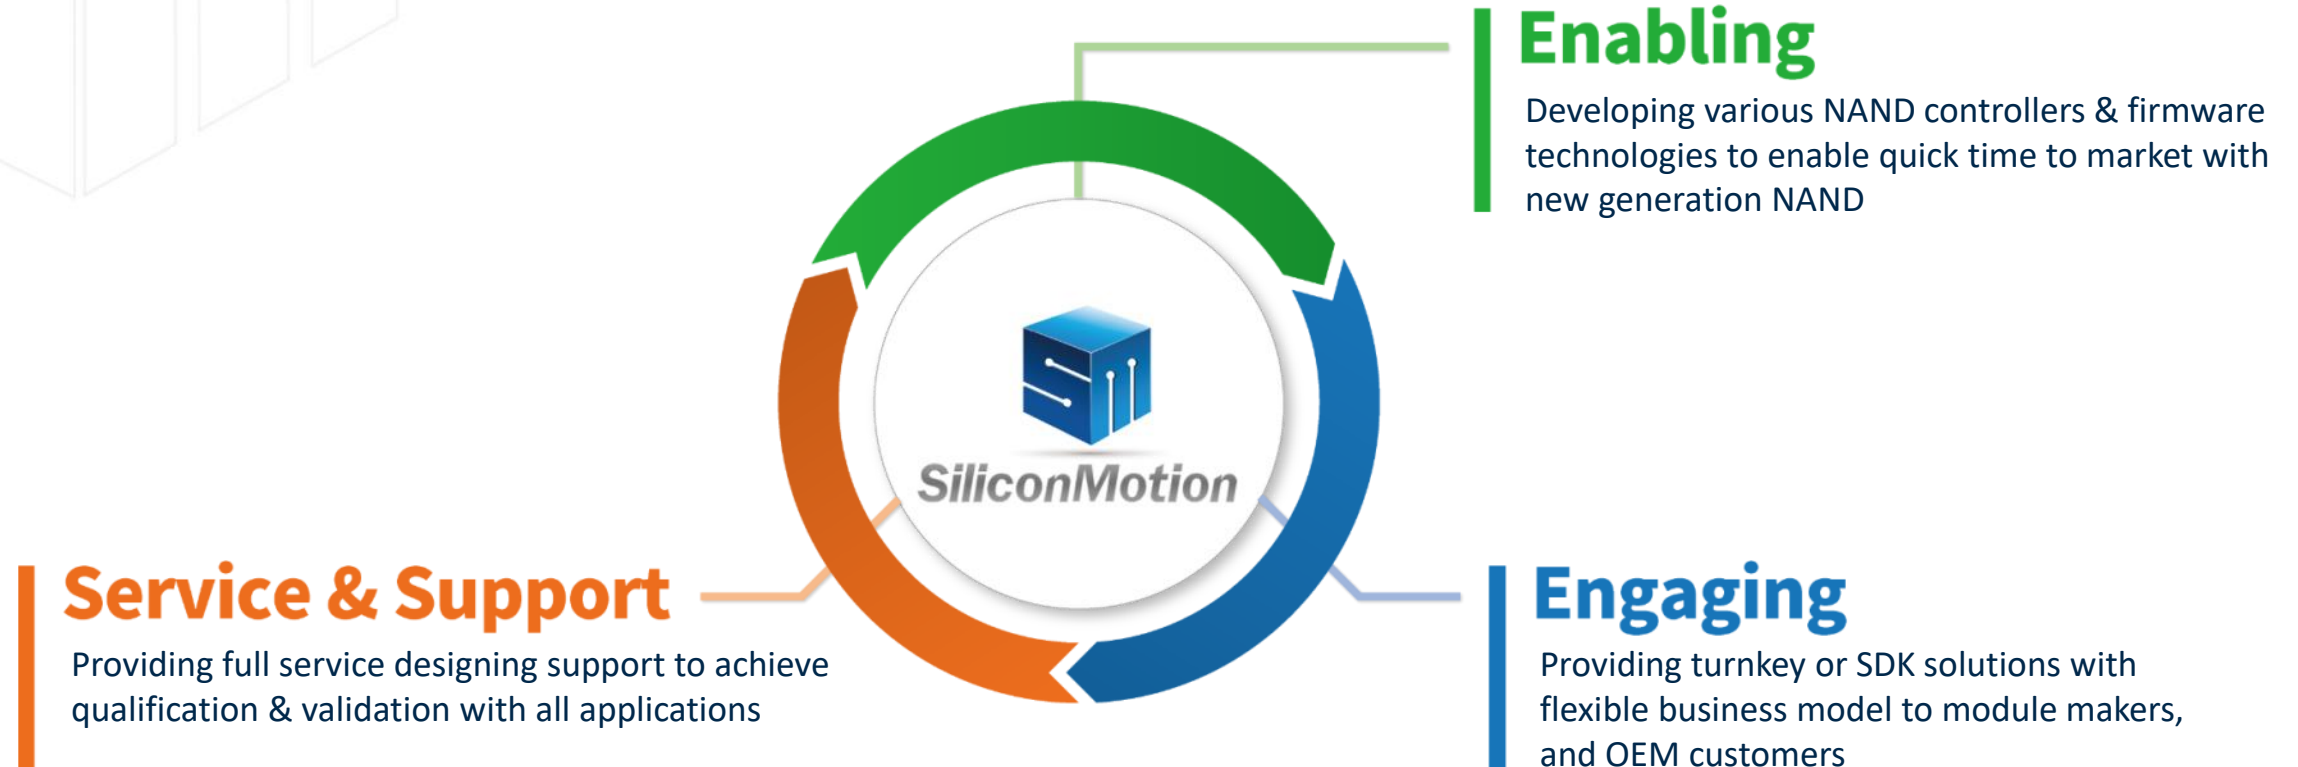 Enabling
Developing various NAND controllers & firmware
technologies to enable quick time to market with
new generation NAND
SiliconMotion
Service & Support
Providing full service designing support to achieve
qualification & validation with all applications
Engaging
Providing turnkey or SDK solutions with
flexible business model to module makers,
and OEM customers